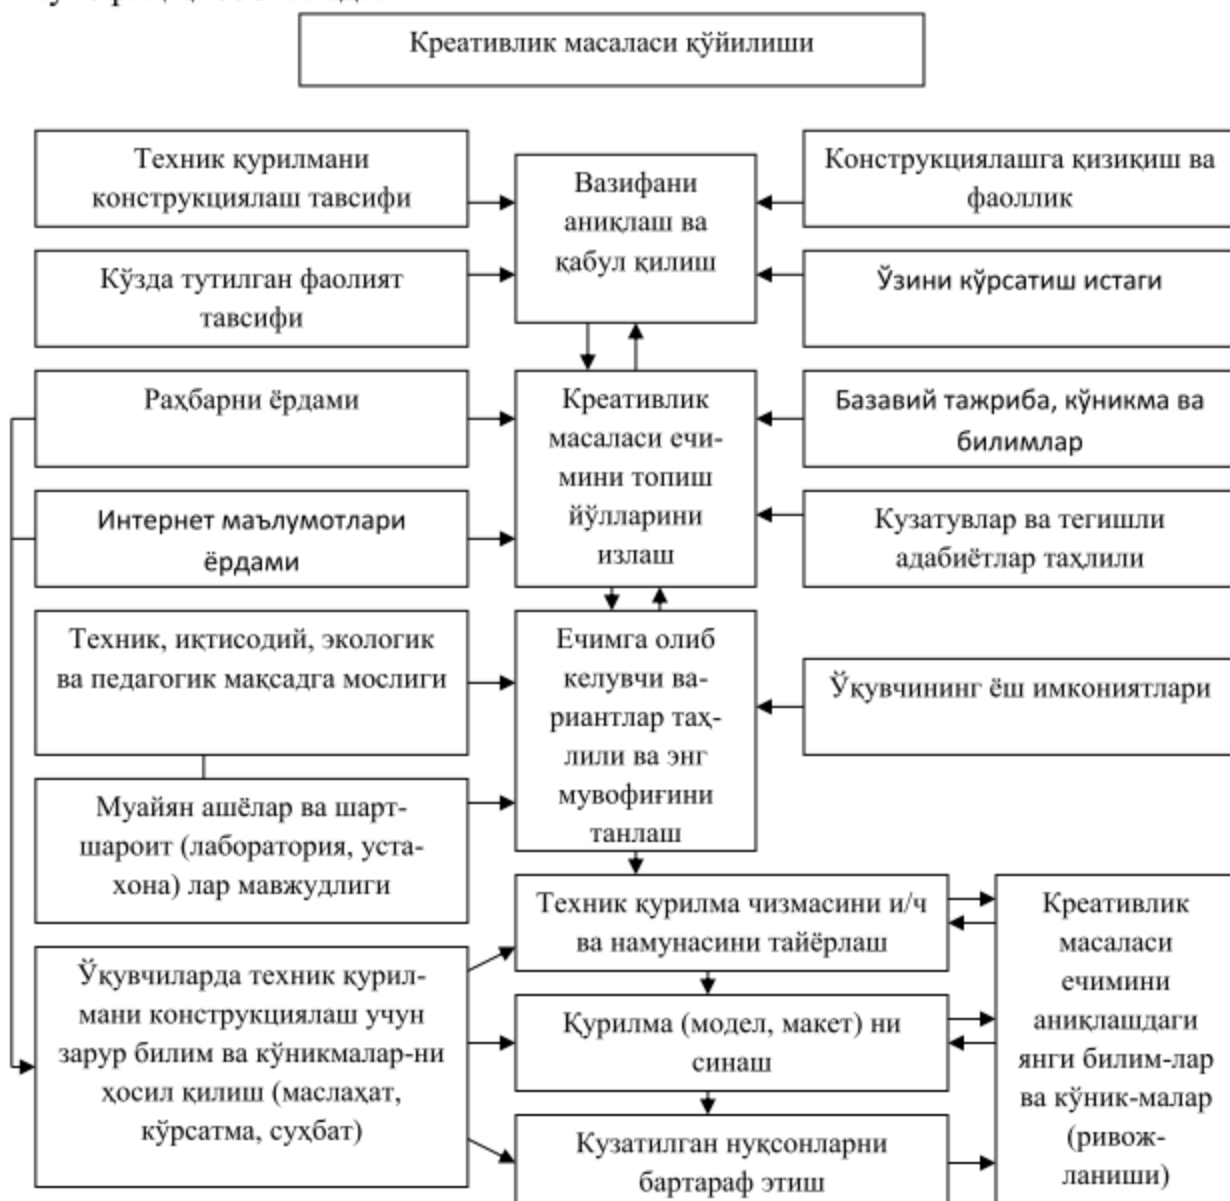 Креативлик масаласи қўйилиши
Техник қурилмани
конструкциялаш тавсифи
Вазифани
аниқлаш ва
қабул қилиш
Конструкциялашга қизиқиш ва
фаоллик
Кўзда тутилган фаолият
тавсифи
Ўзини кўрсатиш истаги
Раҳбарни ёрдами
Креативлик
масаласи ечи-
мини топиш
йўлларини
излаш
Базавий тажриба, кўникма ва
билимлар
Интернет маълумотлари
ёрдами
Кузатувлар ва тегишли
адабиётлар таҳлили
Техник, иқтисодий, экологик
ва педагогик мақсадга мослиги
Ечимга олиб
келувчи ва-
риантлар таҳ-
лили ва энг
мувофиғини
танлаш
Ўқувчининг ёш имкониятлари
Муайян ашёлар ва шарт-
шароит (лаборатория, уста-
хона) лар мавжудлиги
Техник қурилма чизмасини и/ч
ва намунасини тайёрлаш
Креативлик
масаласи
ечимини
аниқлашдаги
янги билим-лар
ва кўник-малар
(ривож-
ланиши)
Ўқувчиларда техник қурил-
мани конструкциялаш учун
зарур билим ва кўникмалар-ни
ҳосил қилиш (маслаҳат,
кўрсатма, суҳбат)
Қурилма (модел, макет) ни
синаш
Кузатилган нуқсонларни
бартараф этиш